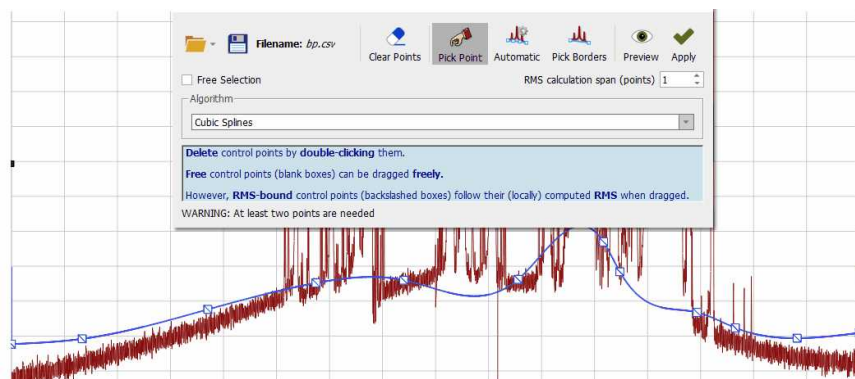 Filename: bp.csv
Clear Points
Pick Point
Automatic
Pick Borders
Preview
Apply
Free Selection
RMS calculation span (points) 1
Algorithm
Cubic Splines
Delete control points by double-clicking them.
Free control points (blank boxes) can be dragged freely.
However, RMS-bound control points (backslashed boxes) follow their (locally) computed RMS when dragged.
WARNING: At least two points are needed